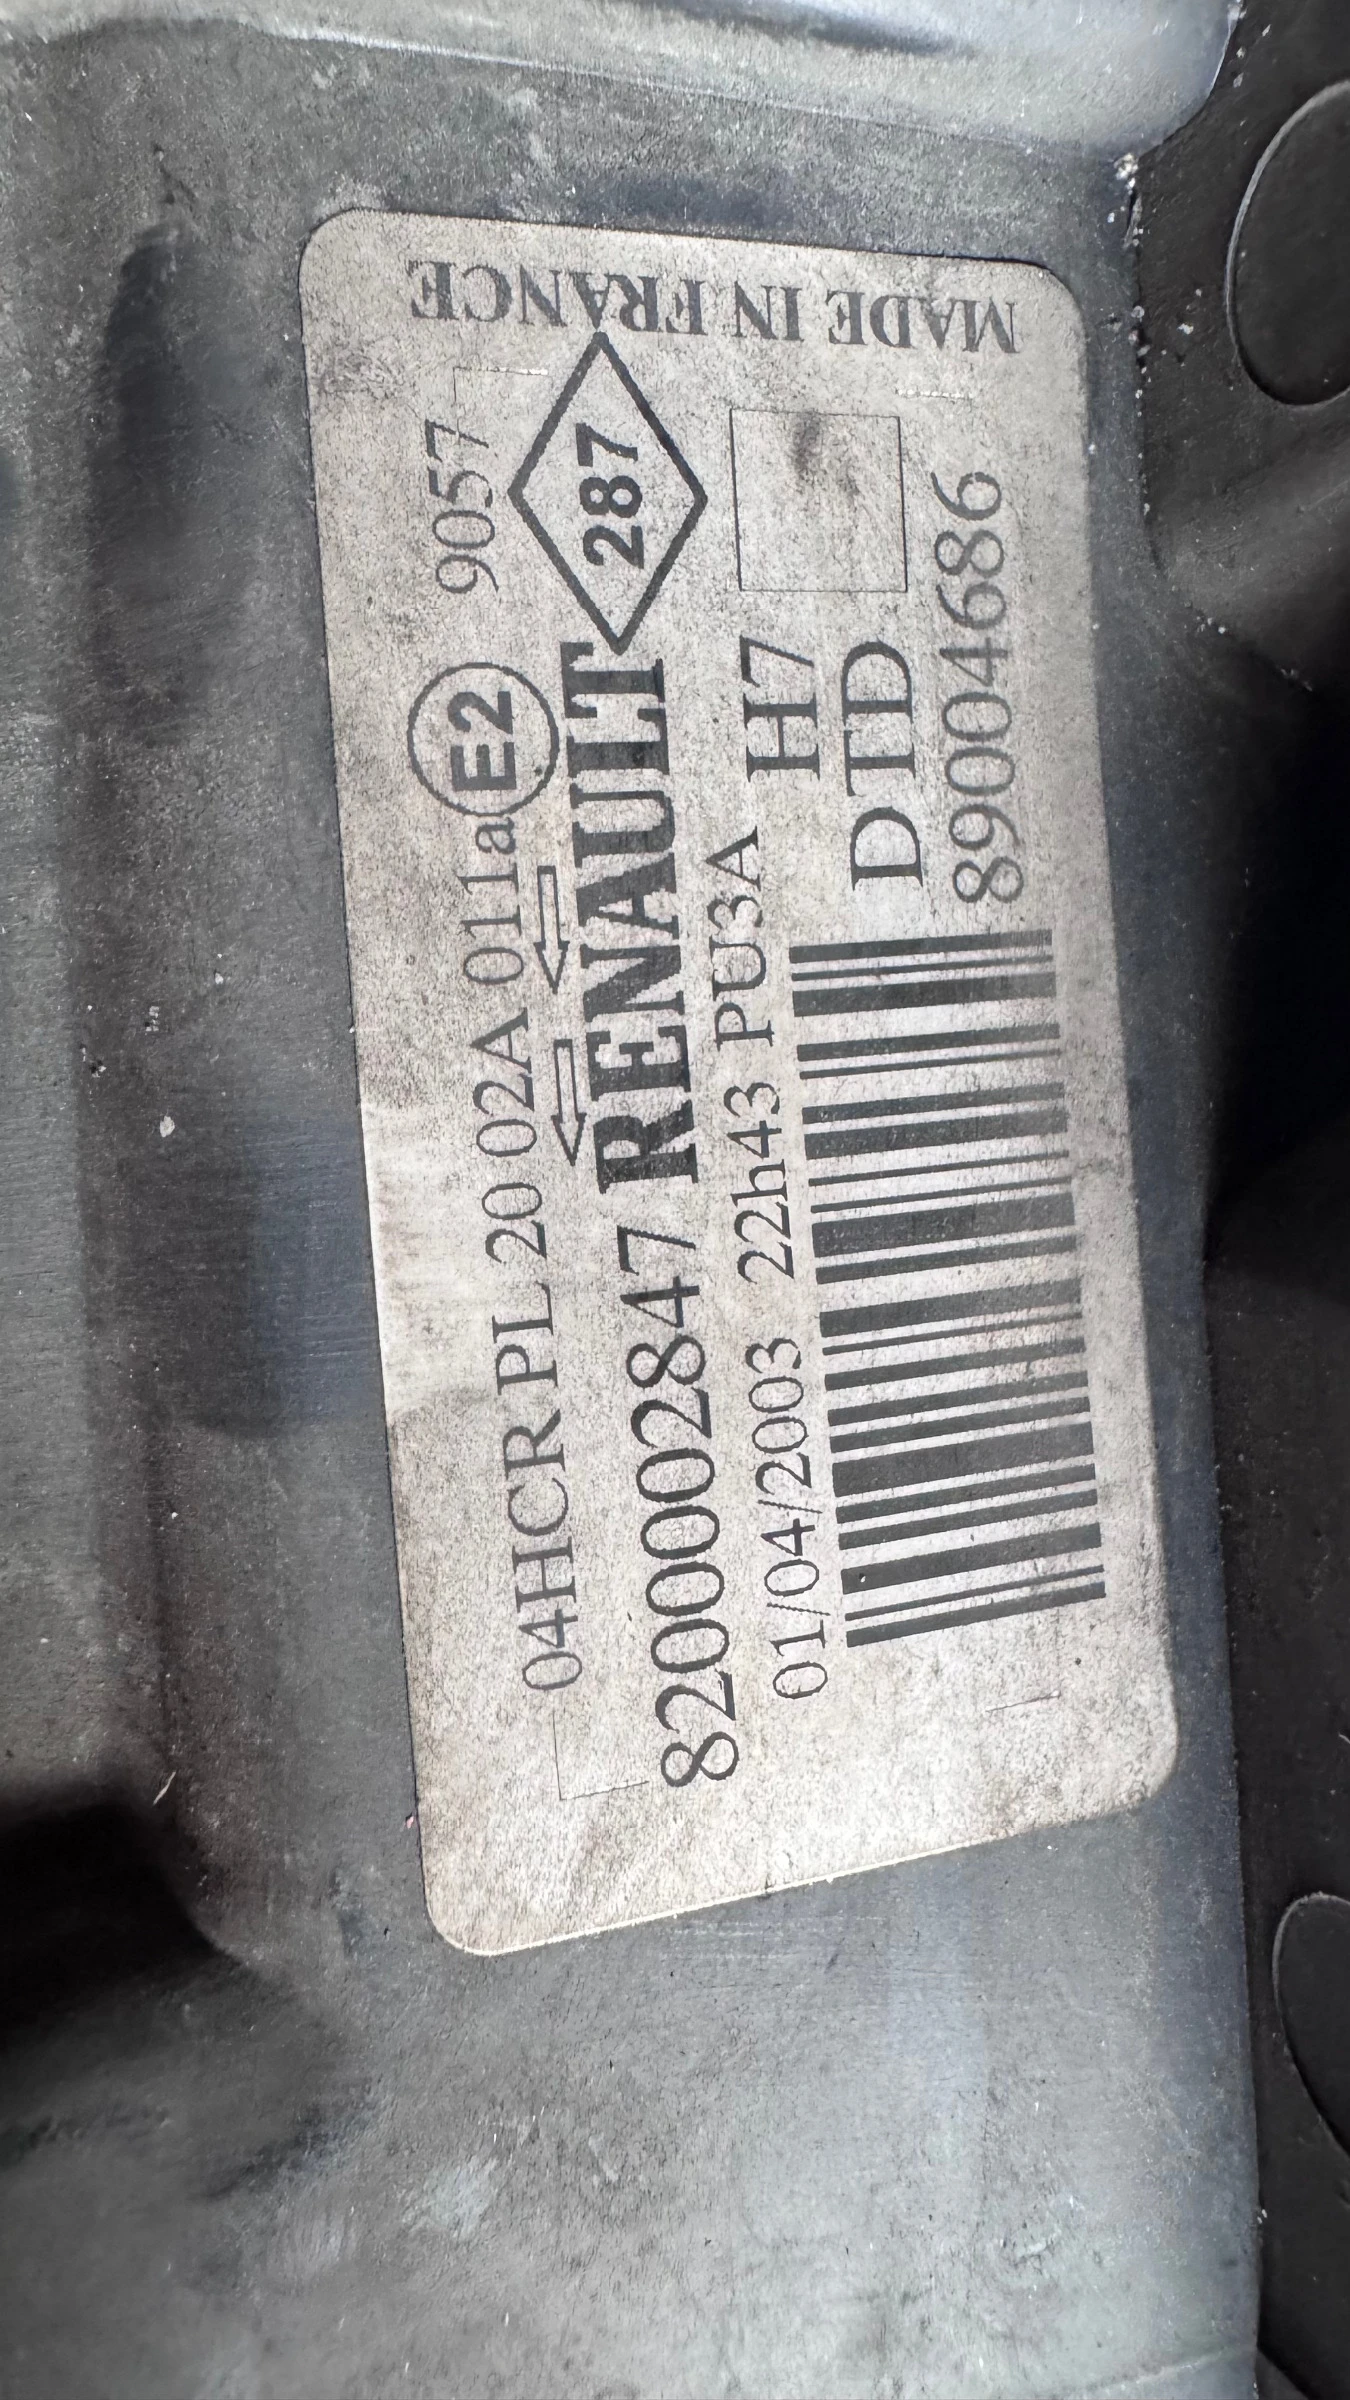 04HCR PL 20 02A 011a E2 9057
8200002847 RENAULT 287
01/04/2003 22h43 PU3A H7
DTD
89004686
MADE IN FRANCE